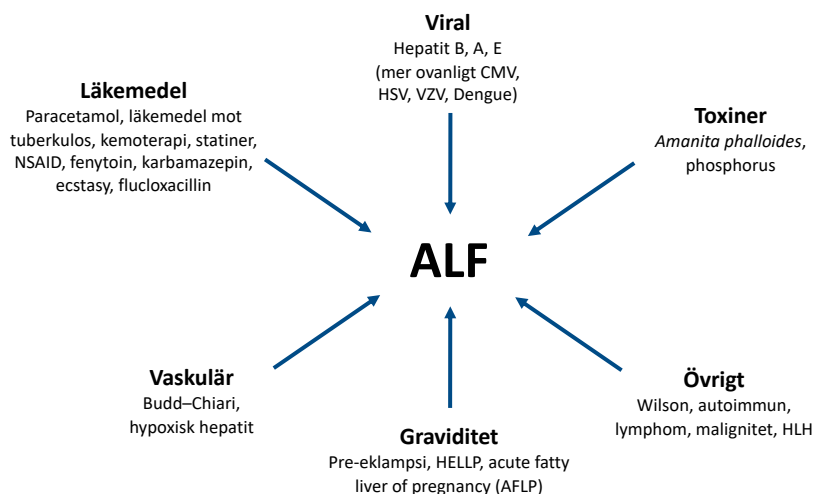 Viral
Hepatit B, A, E
(mer ovanligt CMV,
HSV, VZV, Dengue)
Läkemedel
Paracetamol, läkemedel mot
tuberkulos, kemoterapi, statiner,
NSAID, fenytoin, karbamazepin,
ecstasy, flucloxacillin
Toxiner
Amanita phalloides,
phosphorus
ALF
Vaskulär
Budd–Chiari,
hypoxisk hepatit
Graviditet
Pre-eklampsi, HELLP, acute fatty
liver of pregnancy (AFLP)
Övrigt
Wilson, autoimmun,
lymphom, malignitet, HLH